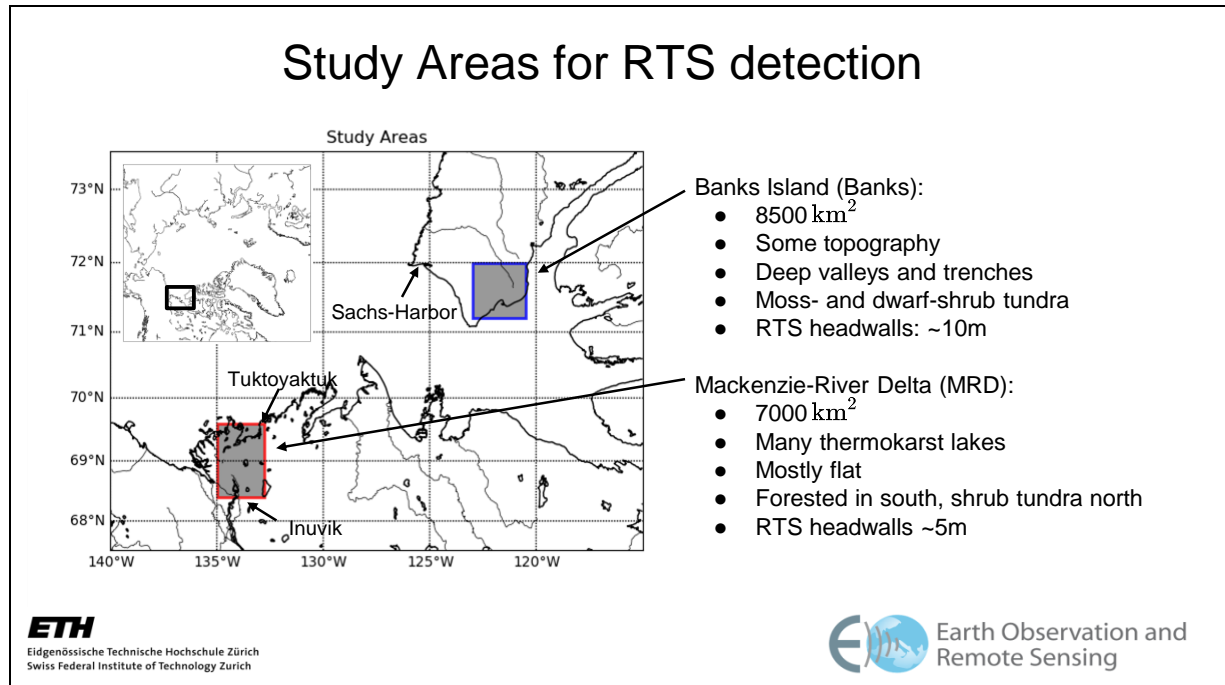 Study Areas for RTS detection
Study Areas
73°N
72°N
71°N
70°N
69°N
68°N
140°W
135°W
130°W
125°W
120°W
Sachs-Harbor
Tuktoyaktuk
Inuvik
Banks Island (Banks):
● 8500 km²
● Some topography
● Deep valleys and trenches
● Moss- and dwarf-shrub tundra
● RTS headwalls: ~10m
Mackenzie-River Delta (MRD):
● 7000 km²
● Many thermokarst lakes
● Mostly flat
● Forested in south, shrub tundra north
● RTS headwalls ~5m
ETH
Eidgenössische Technische Hochschule Zürich
Swiss Federal Institute of Technology Zurich
Earth Observation and
Remote Sensing